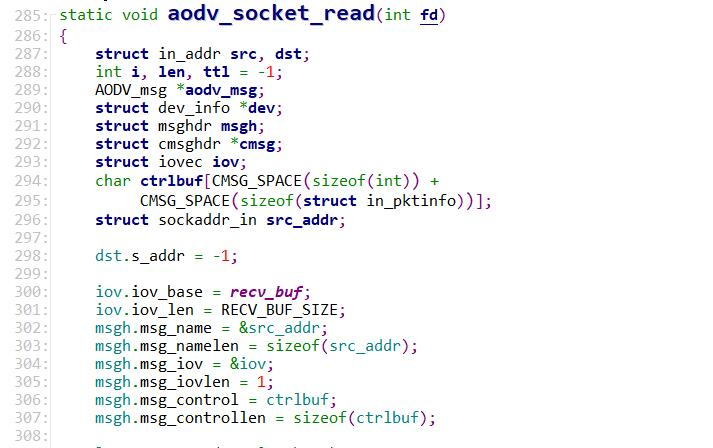 285: static void aodv_socket_read(int fd)
286: {
287: struct in_addr src, dst;
288: int i, len, ttl = -1;
289: AODV_msg *aodv_msg;
290: struct dev_info *dev;
291: struct msghdr msgh;
292: struct cmsghdr *cmsg;
293: struct iovec iov;
294: char ctrlbuf[CMSG_SPACE(sizeof(int)) +
295: CMSG_SPACE(sizeof(struct in_pktinfo))];
296: struct sockaddr_in src_addr;
297:
298: dst.s_addr = -1;
299:
300: iov.iov_base = recv_buf;
301: iov.iov_len = RECV_BUF_SIZE;
302: msgh.msg_name = &src_addr;
303: msgh.msg_namelen = sizeof(src_addr);
304: msgh.msg_iov = &iov;
305: msgh.msg_iovlen = 1;
306: msgh.msg_control = ctrlbuf;
307: msgh.msg_controllen = sizeof(ctrlbuf);
308: